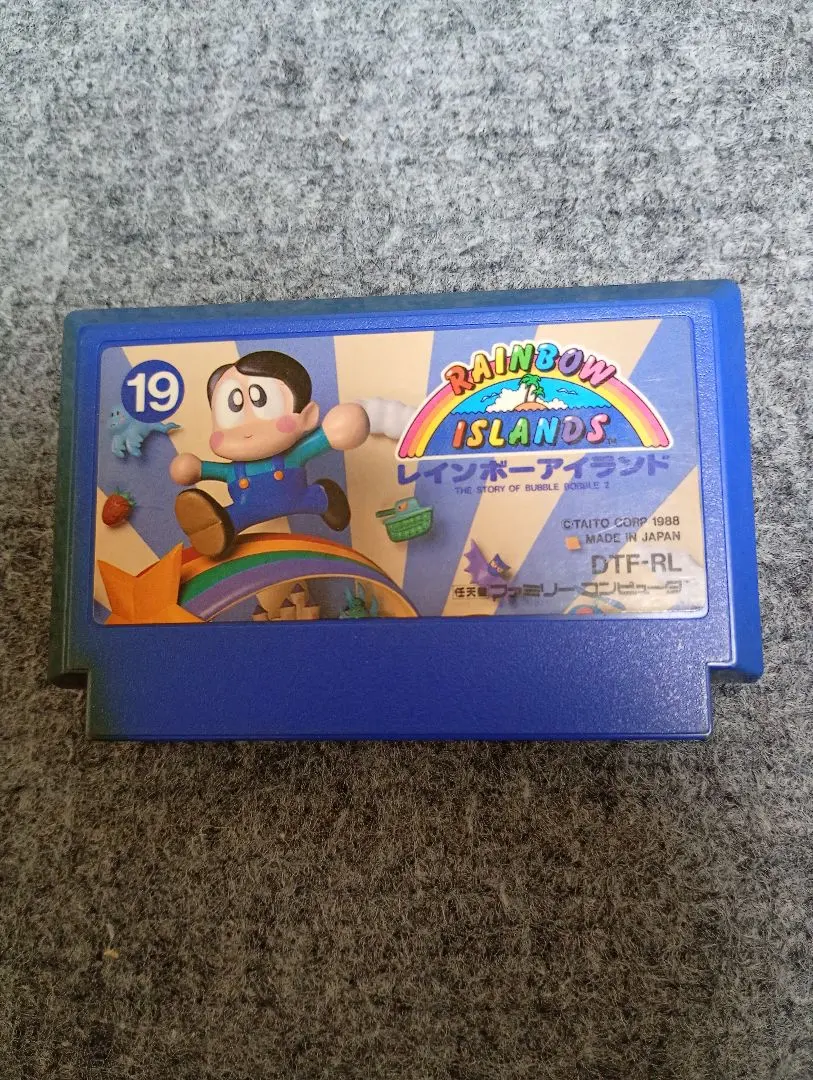 19
RAINBOW
ISLANDS™
レインボーアイランド
THE STORY OF BUBBLE BOBBLE 2
©TAITO CORP 1988
MADE IN JAPAN
DTF-RL
任天堂 ファミリーコンピュータ